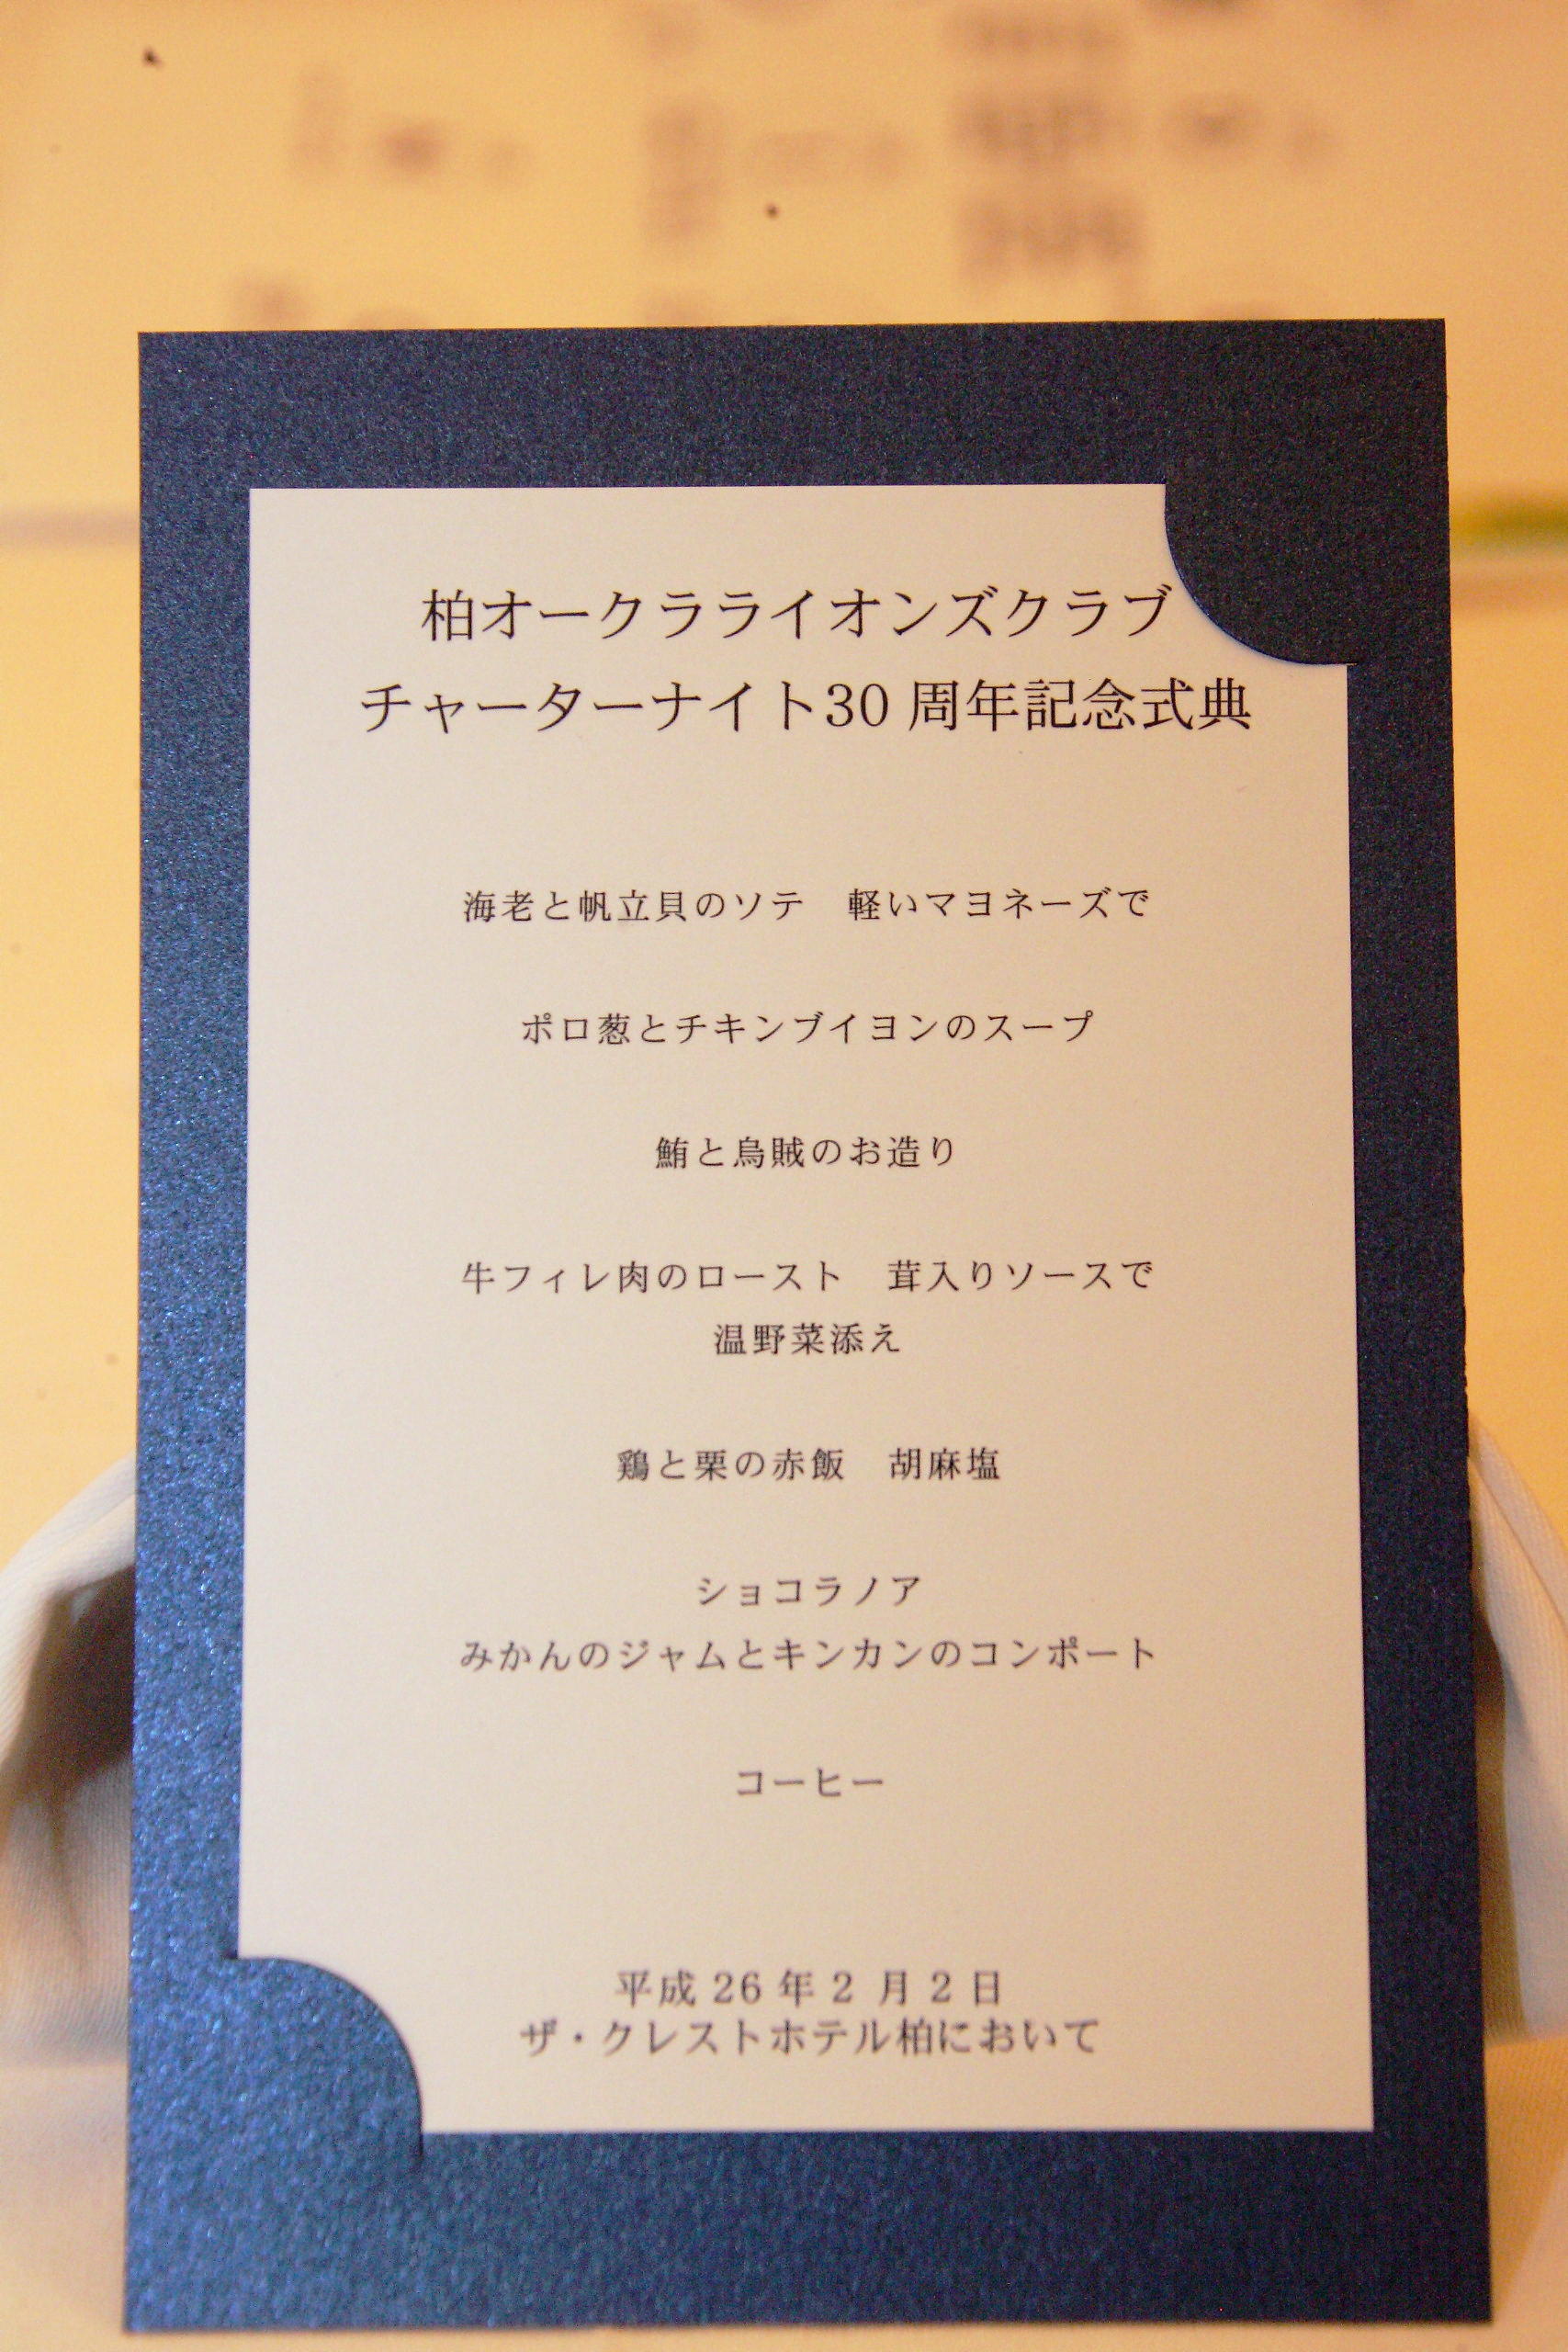 柏オークラライオンズクラブ
チャーターナイト30周年記念式典
海老と帆立貝のソテ　軽いマヨネーズで
ポロ葱とチキンブイヨンのスープ
鮪と烏賊のお造り
牛フィレ肉のロースト　茸入りソースで
温野菜添え
鶏と栗の赤飯　胡麻塩
ショコラノア
みかんのジャムとキンカンのコンポート
コーヒー
平成26年2月2日
ザ・クレストホテル柏において